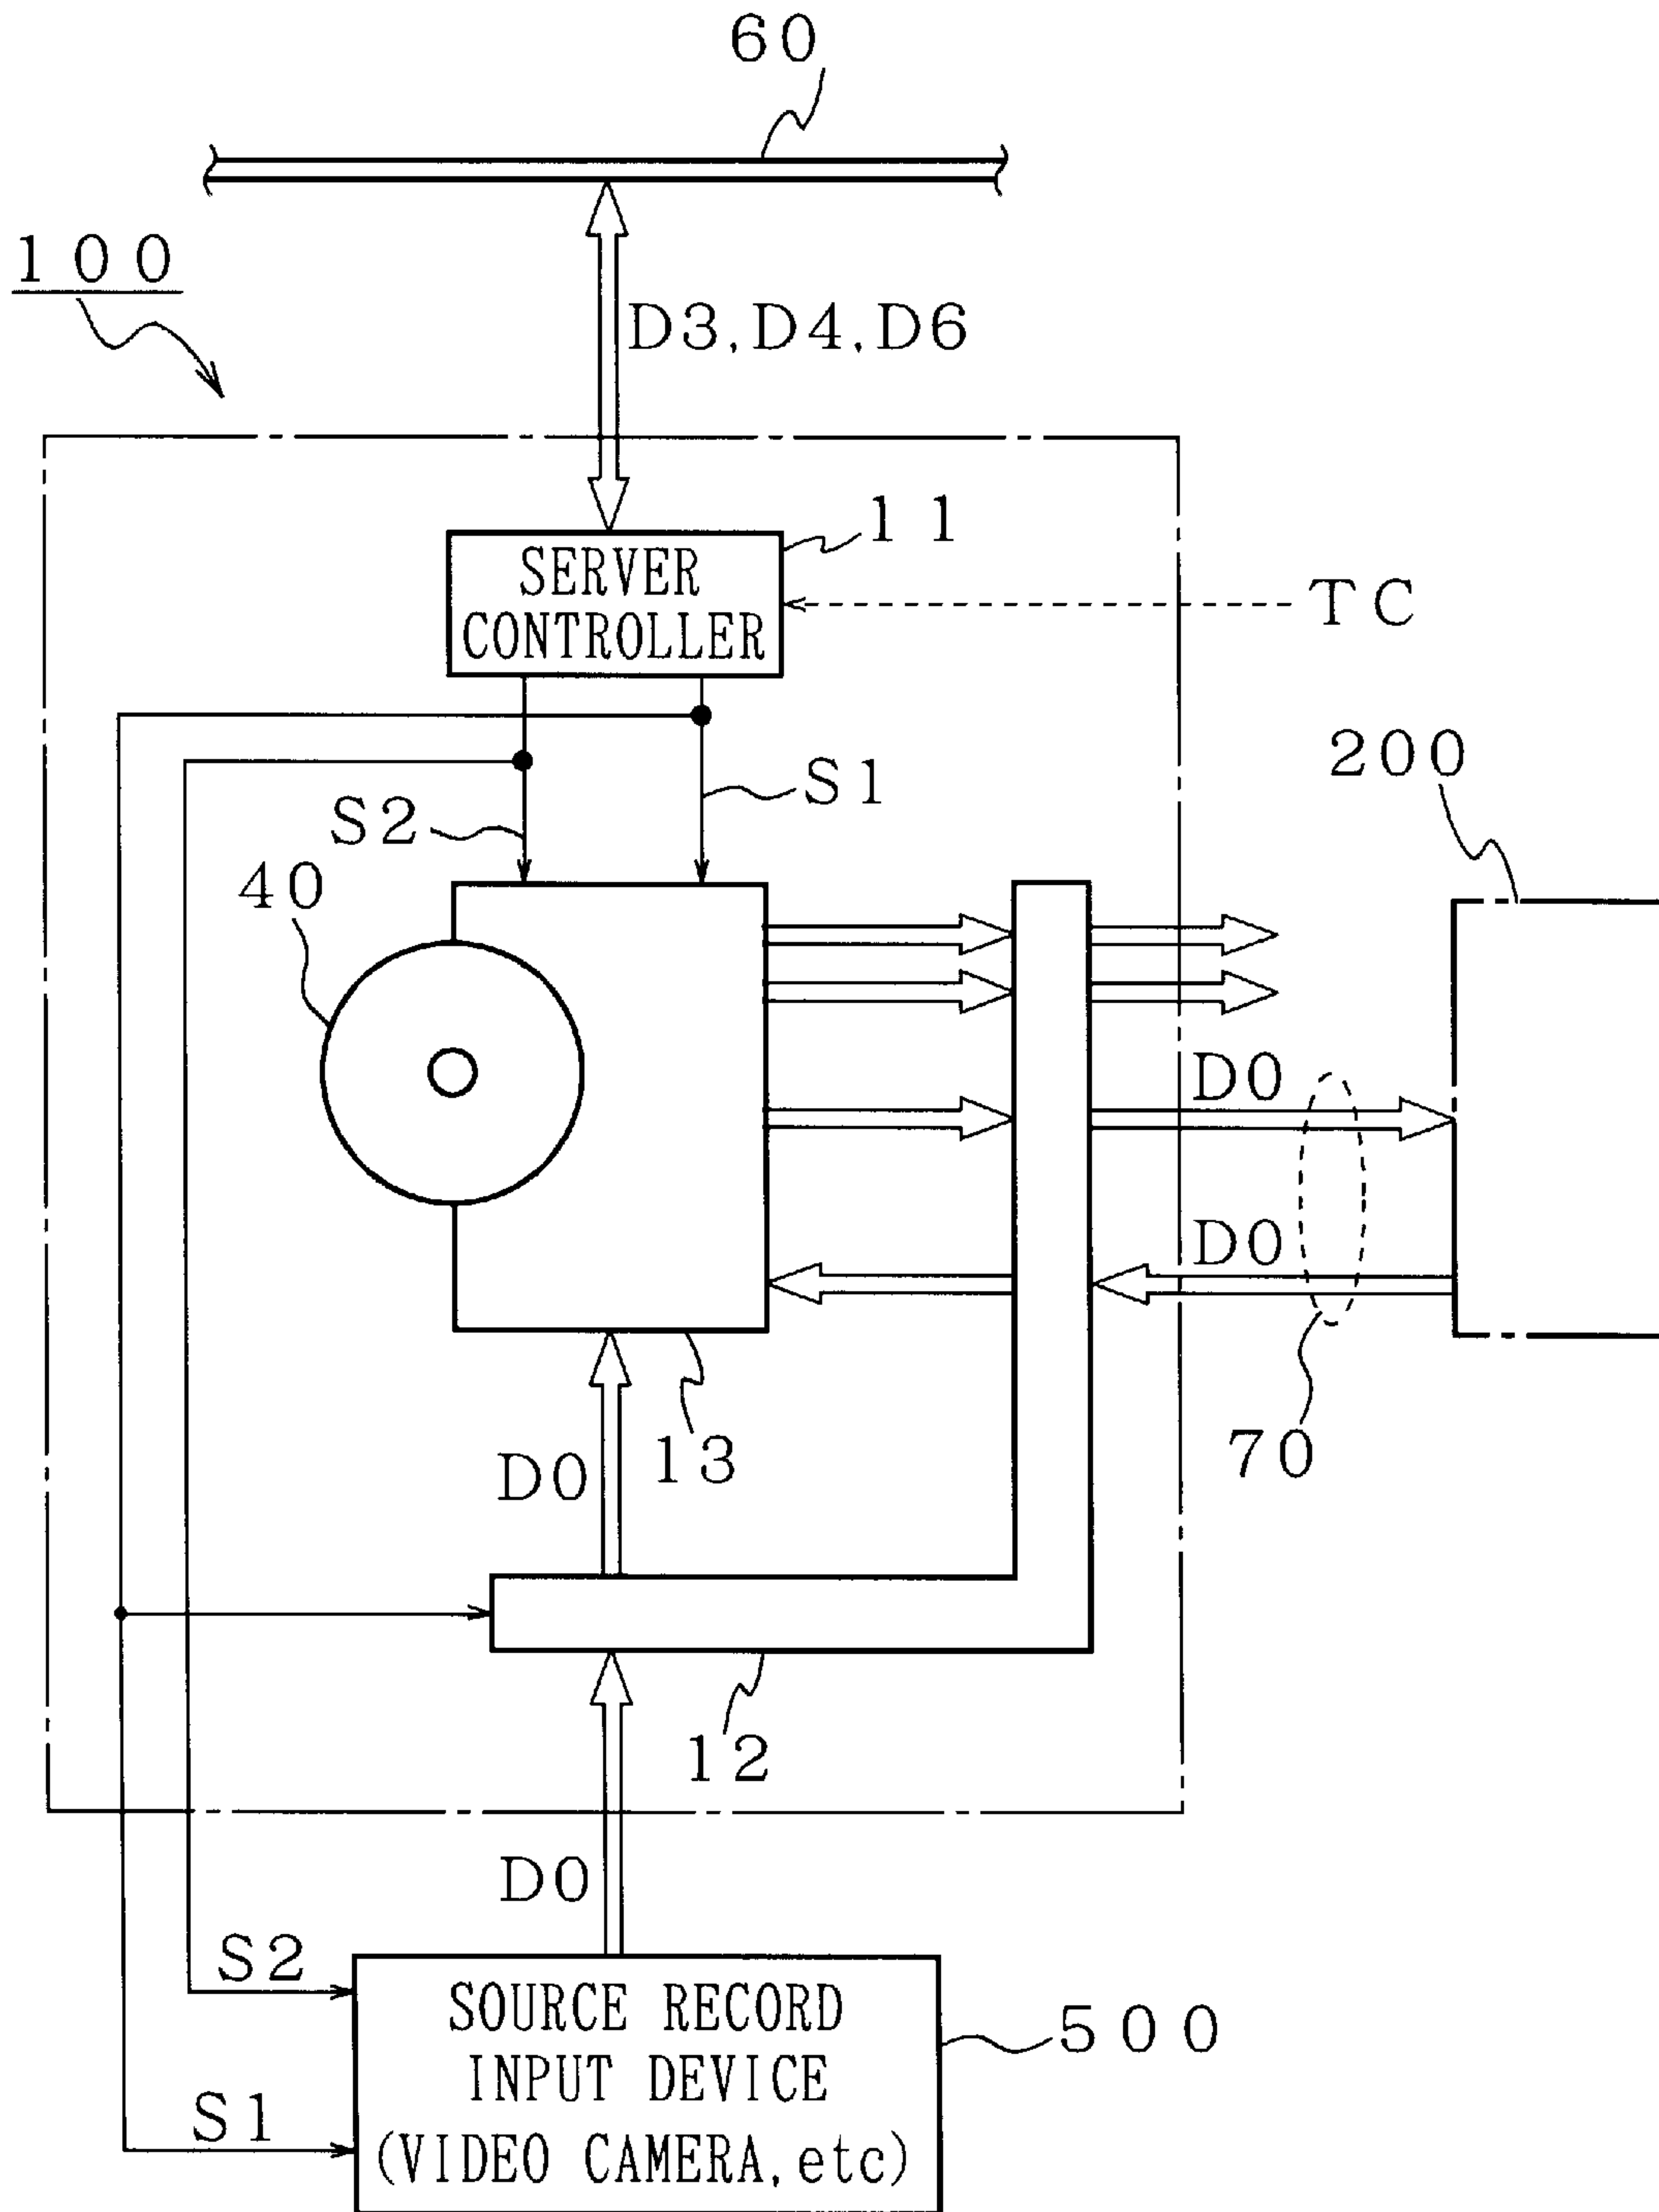 60
100
D3, D4, D6
11
SERVER
CONTROLLER
TC
200
S1
S2
40
D0
D0
13
D0
70
12
D0
S2
SOURCE RECORD
INPUT DEVICE
(VIDEO CAMERA, etc)
500
S1